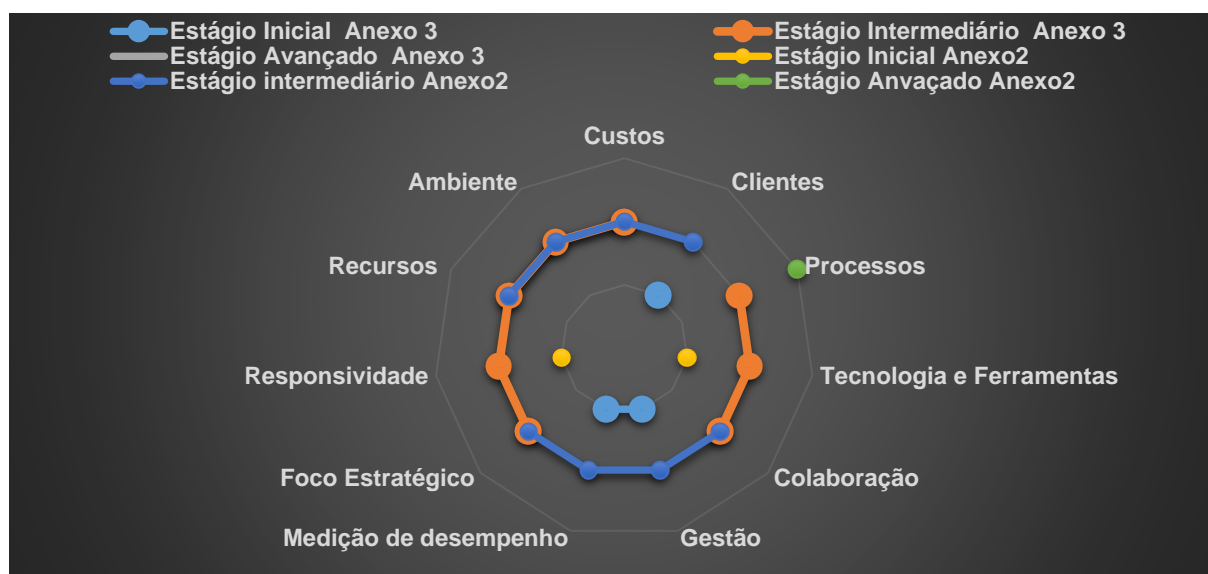 Estágio Inicial  Anexo 3
Estágio Intermediário  Anexo 3
Estágio Avançado  Anexo 3
Estágio Inicial Anexo2
Estágio intermediário Anexo2
Estágio Anvaçado Anexo2
Custos
Ambiente
Clientes
Recursos
Processos
Responsividade
Tecnologia e Ferramentas
Foco Estratégico
Colaboração
Medição de desempenho
Gestão